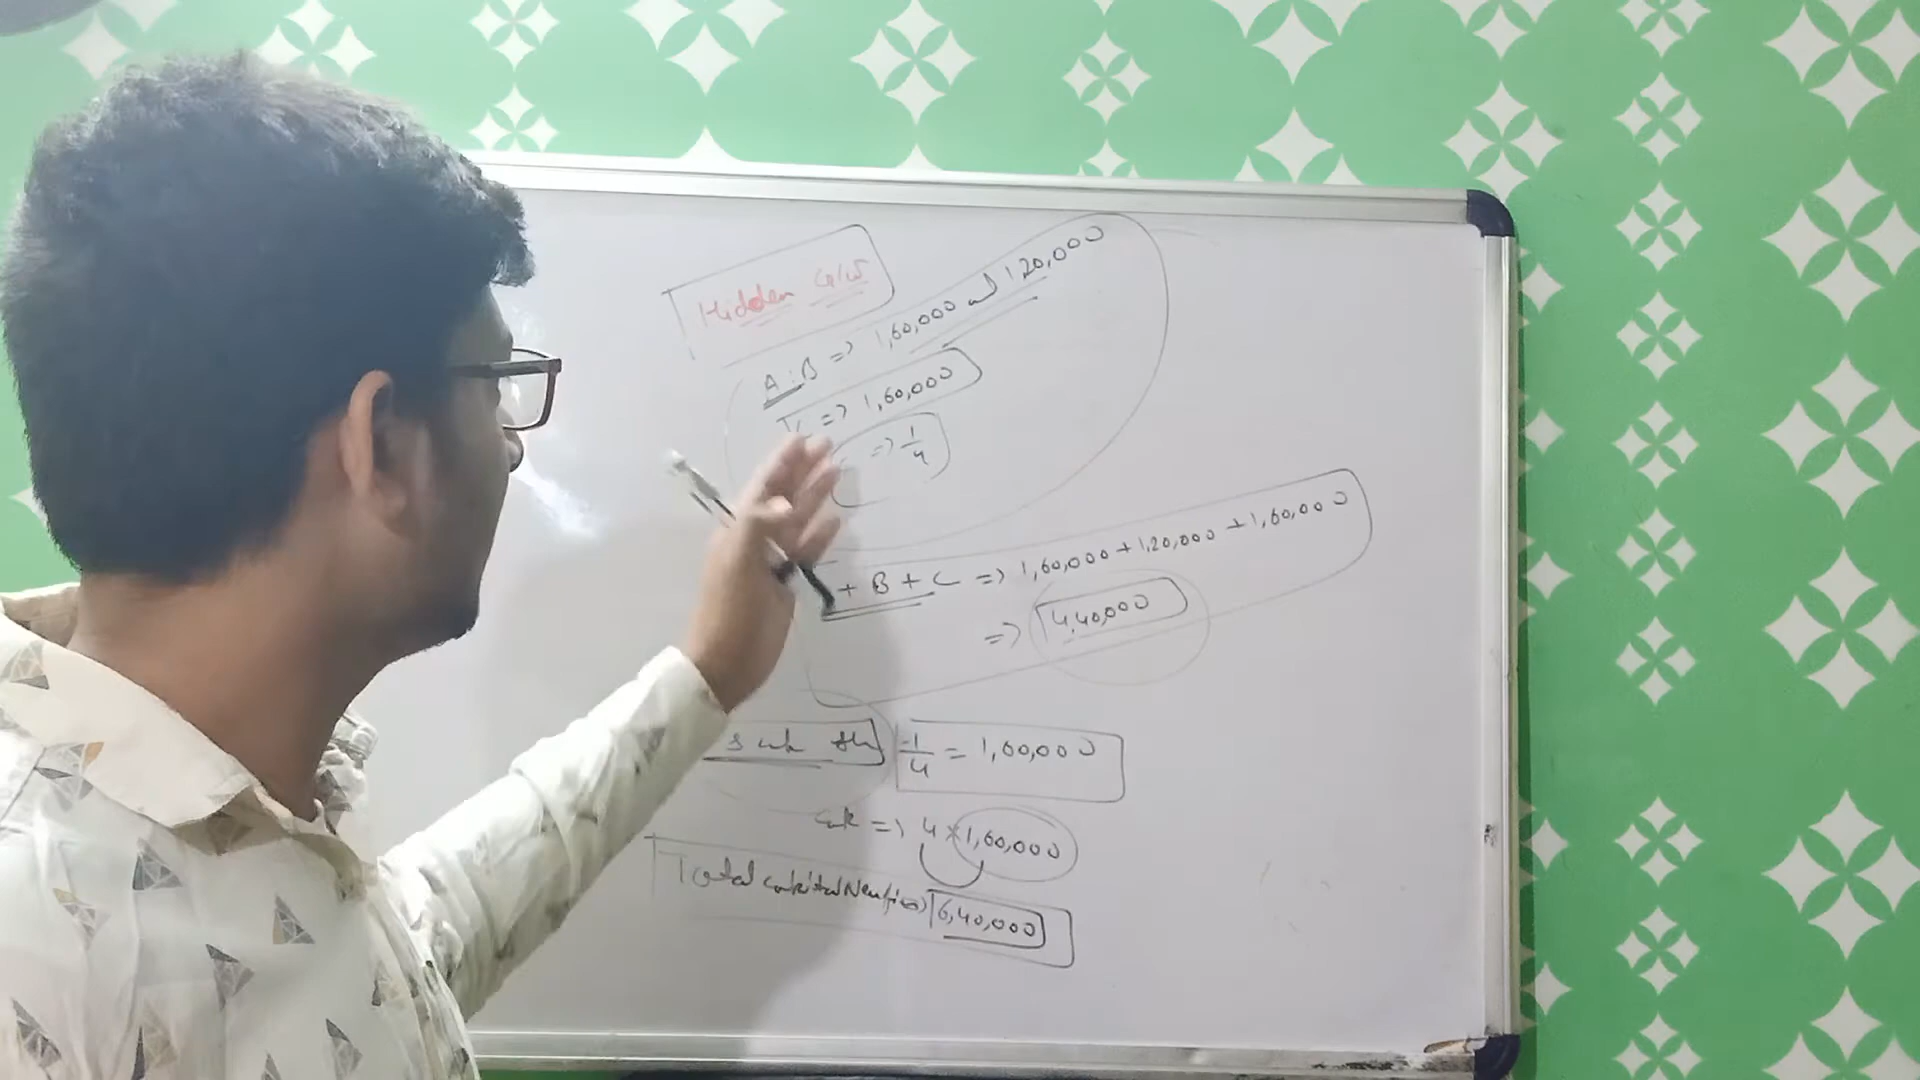 Hidden G/W
A : B => 1,60,000 and 1,20,000
=> 1,60,000
=> 1/4
+ B + C => 1,60,000 + 1,20,000 + 1,60,000
=> 4,40,000
1/4 = 1,60,000
=> 4 * 1,60,000
Total capital New firm 6,40,000